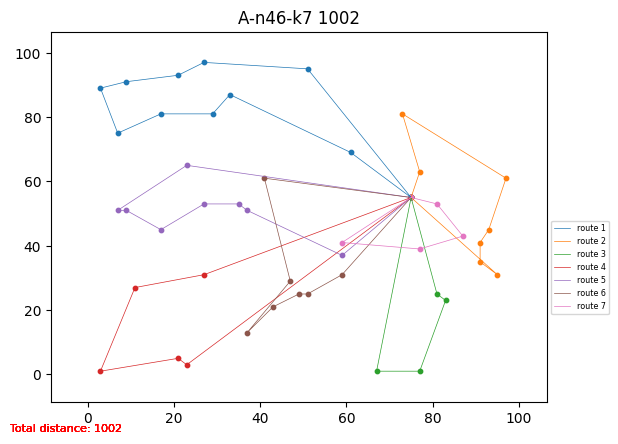 A-n46-k7 1002
100
80
60
40
20
0
0 20 40 60 80 100
route 1
route 2
route 3
route 4
route 5
route 6
route 7
Total distance: 1002